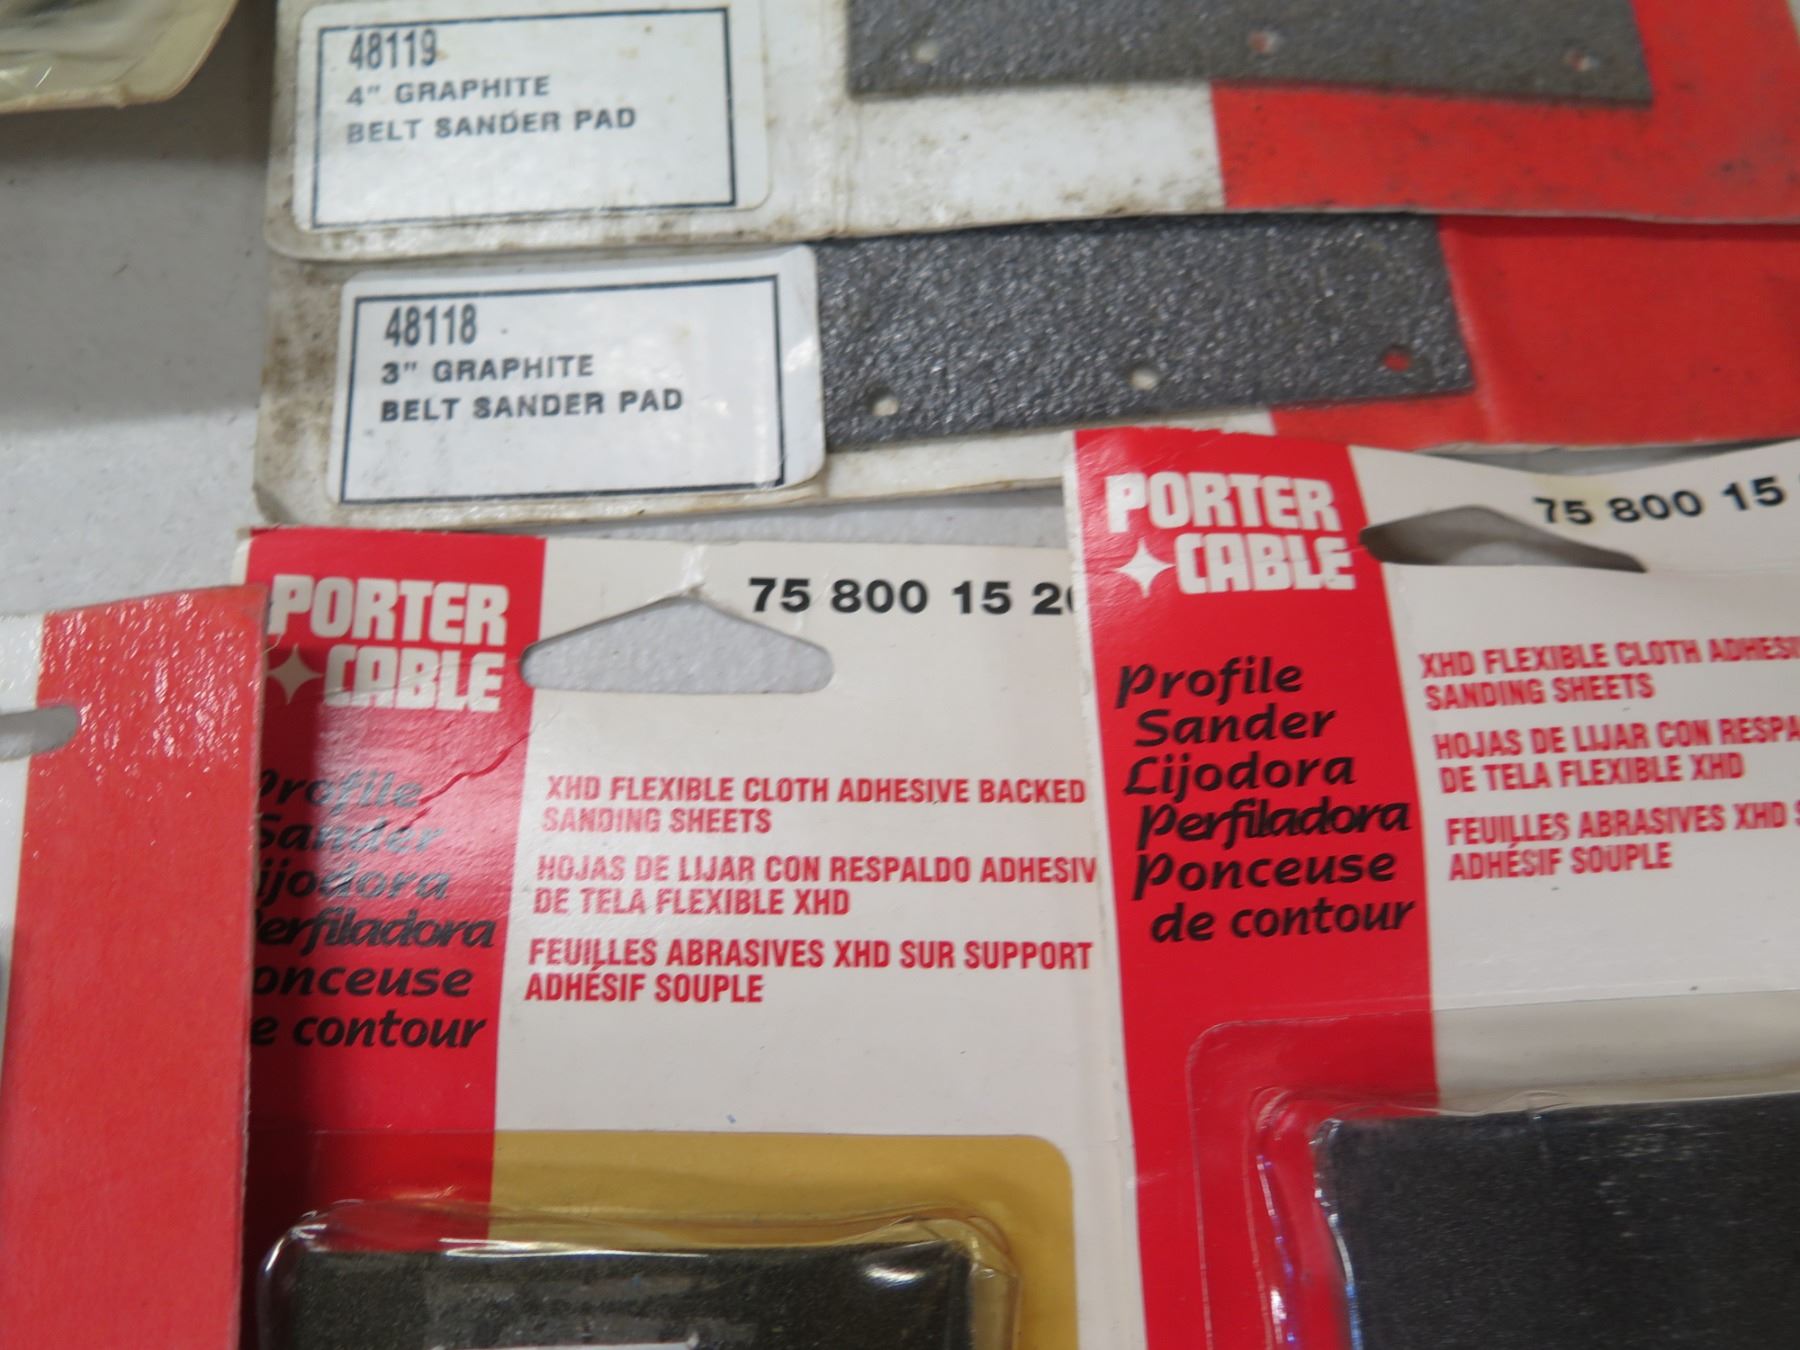 48119
4" GRAPHITE
BELT SANDER PAD
48118
3" GRAPHITE
BELT SANDER PAD
PORTER
CABLE
75 800 15 2
Profile
Sander
Lijodora
Perfiladora
Ponceuse
de contour
XHD FLEXIBLE CLOTH ADHESIVE BACKED
SANDING SHEETS
HOJAS DE LIJAR CON RESPALDO ADHESIV
DE TELA FLEXIBLE XHD
FEUILLES ABRASIVES XHD SUR SUPPORT
ADHÉSIF SOUPLE
PORTER
CABLE
75 800 15
Profile
Sander
Lijodora
Perfiladora
Ponceuse
de contour
XHD FLEXIBLE CLOTH ADHESI
SANDING SHEETS
HOJAS DE LIJAR CON RESPA
DE TELA FLEXIBLE XHD
FEUILLES ABRASIVES XHD S
ADHÉSIF SOUPLE